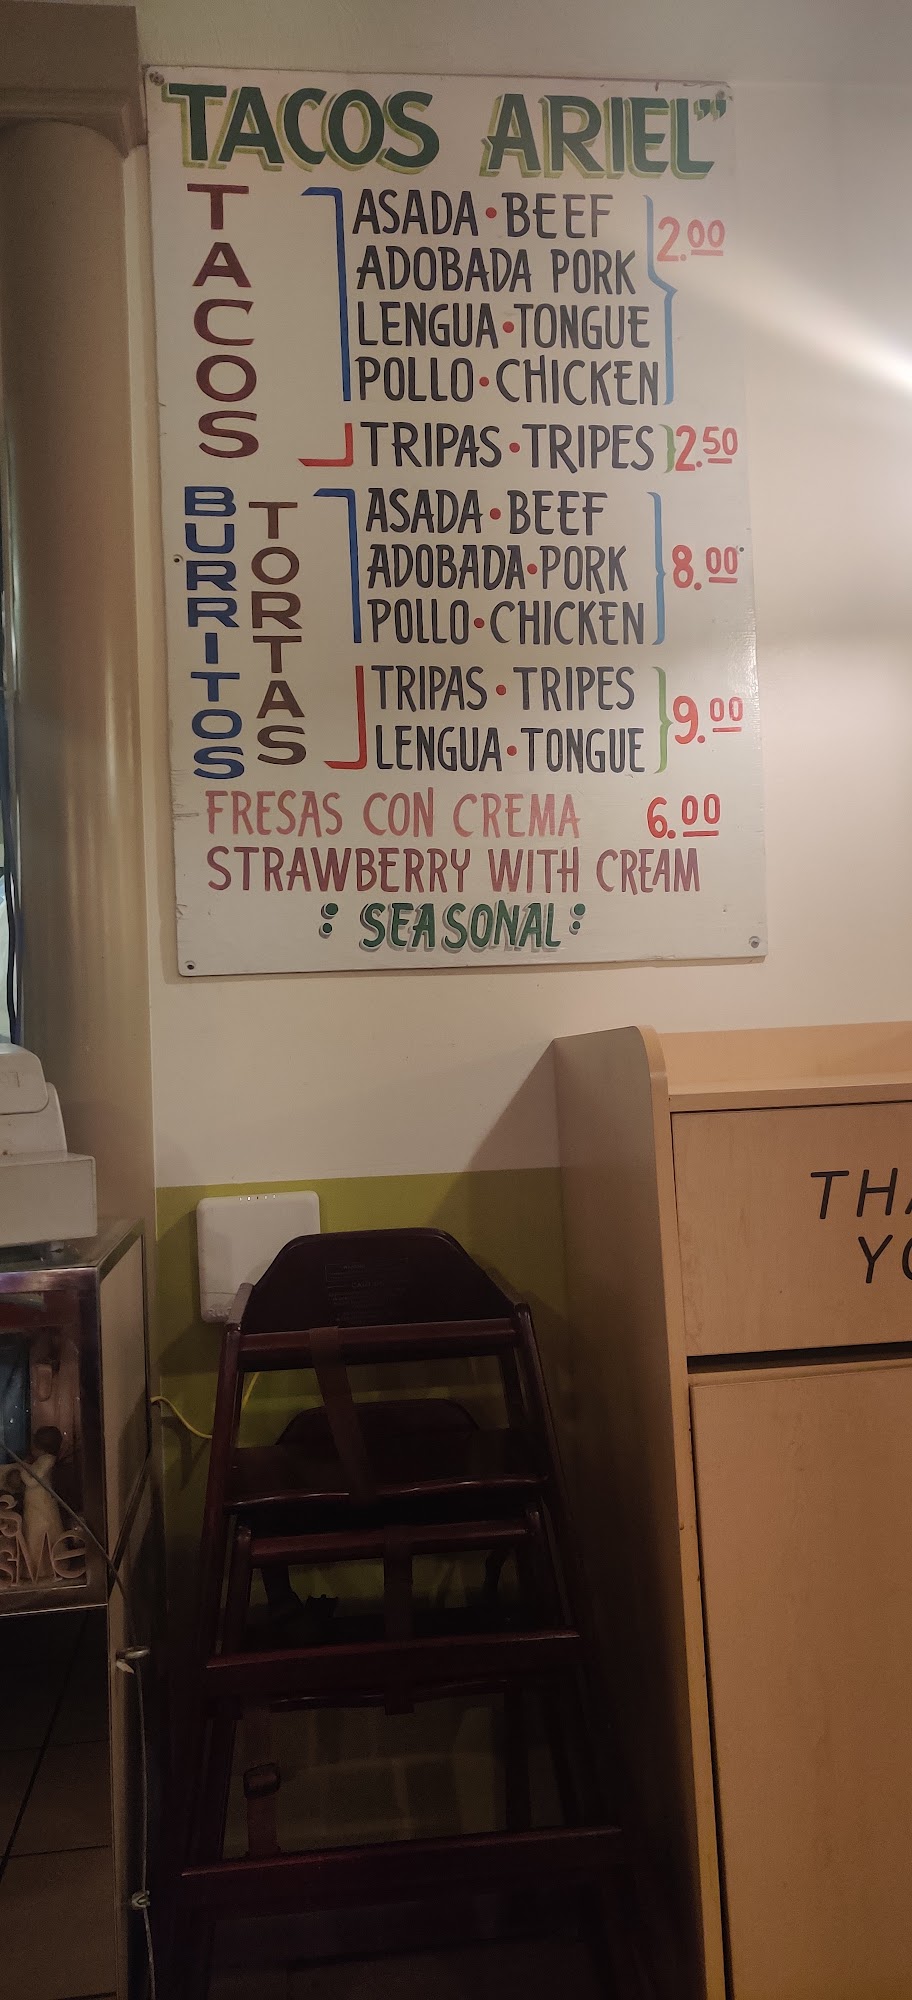 TACOS ARIEL"
TACOS
ASADA • BEEF
ADOBADA PORK
LENGUA • TONGUE
POLLO • CHICKEN
2.00
TRIPAS • TRIPES
2.50
BURRITOS
TORTAS
ASADA • BEEF
ADOBADA • PORK
POLLO • CHICKEN
8.00
TRIPAS • TRIPES
LENGUA • TONGUE
9.00
FRESAS CON CREMA 6.00
STRAWBERRY WITH CREAM
: SEASONAL :
THA
YO